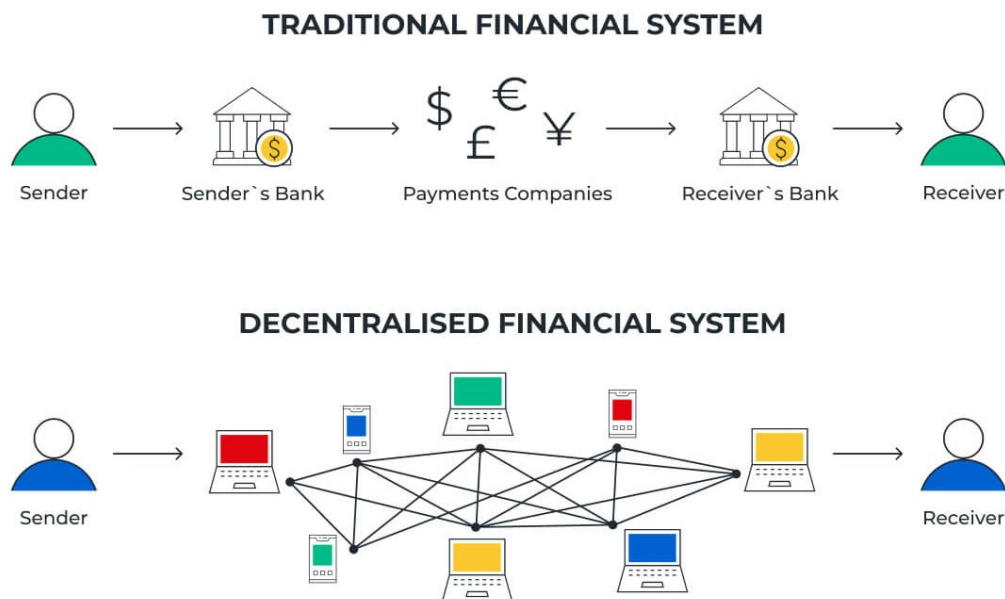 TRADITIONAL FINANCIAL SYSTEM
$ € £ ¥
$ $
Sender Sender`s Bank Payments Companies Receiver`s Bank Receiver
DECENTRALISED FINANCIAL SYSTEM
Sender Receiver